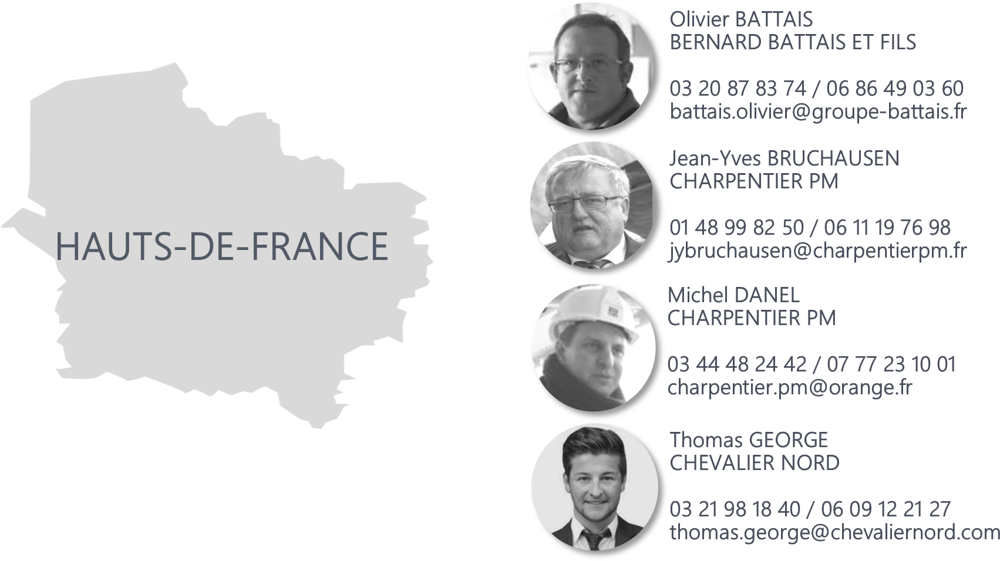 HAUTS-DE-FRANCE
Olivier BATTAIS
BERNARD BATTAIS ET FILS
03 20 87 83 74 / 06 86 49 03 60
battais.olivier@groupe-battais.fr
Jean-Yves BRUCHAUSEN
CHARPENTIER PM
01 48 99 82 50 / 06 11 19 76 98
jybruchausen@charpentierpm.fr
Michel DANEL
CHARPENTIER PM
03 44 48 24 42 / 07 77 23 10 01
charpentier.pm@orange.fr
Thomas GEORGE
CHEVALIER NORD
03 21 98 18 40 / 06 09 12 21 27
thomas.george@chevaliernord.com